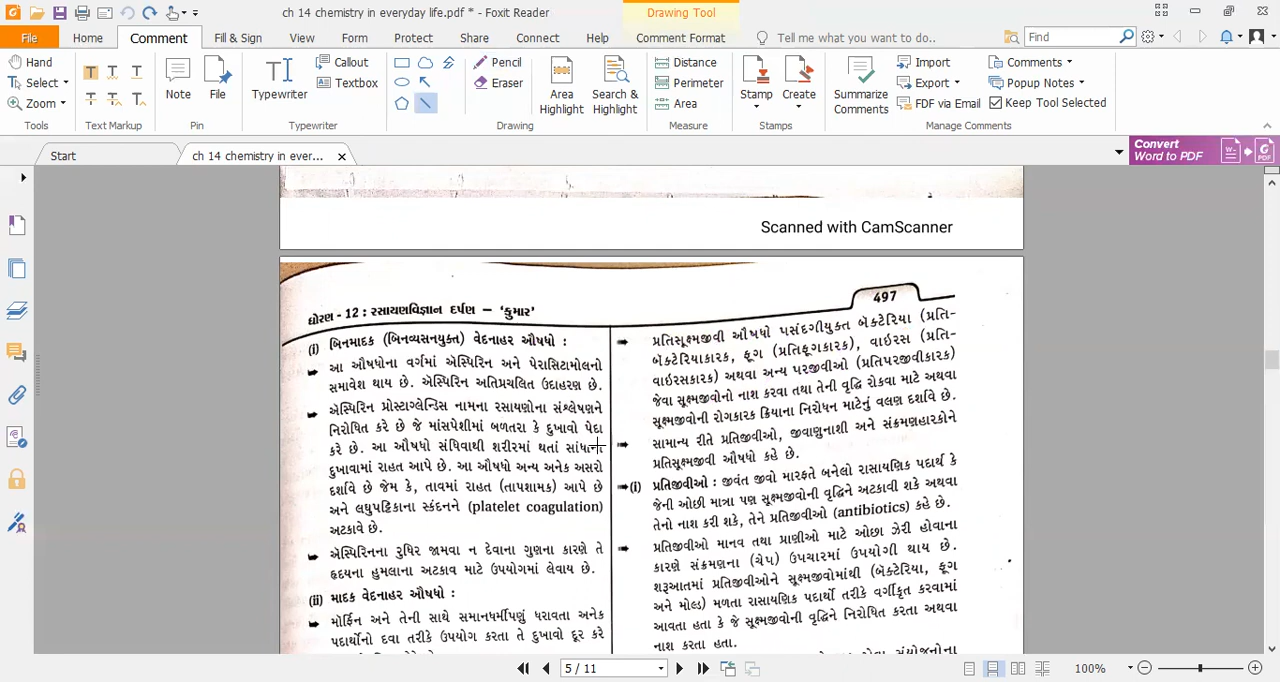 ch 14 chemistry in everyday life.pdf * - Foxit Reader
Drawing Tool
File
Home
Comment
Fill & Sign
View
Form
Protect
Share
Connect
Help
Comment Format
Tell me what you want to do..
Find
Hand
Select
Zoom
Tools
Text Markup
Note
File
Pin
Typewriter
Callout
Textbox
Typewriter
Pencil
Eraser
Drawing
Area Highlight
Search & Highlight
Distance
Perimeter
Area
Measure
Stamp
Create
Stamps
Summarize Comments
Import
Export
FDF via Email
Comments
Popup Notes
Keep Tool Selected
Manage Comments
Start
ch 14 chemistry in ever...
Convert
Word to PDF
Scanned with CamScanner
ધોરણ - 12 : રસાયણવિજ્ઞાન દર્પણ – 'કુમાર'
497
(i) બિનમાદક (બિનવ્યસનયુક્ત) વેદનાહર ઔષધો :
આ ઔષધોના વર્ગમાં ઍસ્પિરિન અને પેરાસિટામોલનો
સમાવેશ થાય છે. ઍસ્પિરિન અતિપ્રચલિત ઉદાહરણ છે.
ઍસ્પિરિન પ્રોસ્ટાગ્લેન્ડિસ નામના રસાયણોના સંશ્લેષણને
નિરોધિત કરે છે જે માંસપેશીમાં બળતરા કે દુખાવો પેદા
કરે છે. આ ઔષધો સંધિવાથી શરીરમાં થતાં
દુખાવામાં રાહત આપે છે. આ ઔષધો અન્ય અનેક અસરો
દર્શાવે છે જેમ કે, તાવમાં રાહત (તાપશામક) આપે છે
અને લઘુપટ્ટિકાના સ્કંદનને (platelet coagulation)
અટકાવે છે.
ઍસ્પિરિનના રુધિર જામવા ન દેવાના ગુણના કારણે તે
હૃદયના હુમલાના અટકાવ માટે ઉપયોગમાં લેવાય છે.
(ii) માદક વેદનાહર ઔષધો :
મોર્ફિન અને તેની સાથે સમાનધર્મીપણું ધરાવતા અનેક
પદાર્થોનો દવા તરીકે ઉપયોગ કરતા તે દુખાવો દૂર કરે
પ્રતિસૂક્ષ્મજીવી ઔષધો પસંદગીયુક્ત બૅક્ટેરિયા (પ્રતિ-
બૅક્ટેરિયાકારક, ફૂગ (પ્રતિફૂગકારક), વાઇરસ (પ્રતિ-
વાઇરસકારક) અથવા અન્ય પરજીવીઓ (પ્રતિપરજીવીકારક)
જેવા સૂક્ષ્મજીવોનો નાશ કરવા તથા તેની વૃદ્ધિ રોકવા માટે અથવા
સૂક્ષ્મજીવોની રોગકારક ક્રિયાના નિરોધન માટેનું વલણ દર્શાવે છે.
સામાન્ય રીતે પ્રતિજીવીઓ, જીવાણુનાશી અને સંક્રમણહારકોને
પ્રતિસૂક્ષ્મજીવી ઔષધો કહે છે.
(i) પ્રતિજીવીઓ : જીવંત જીવો મારફતે બનેલો રાસાયણિક પદાર્થ કે
જેની ઓછી માત્રા પણ સૂક્ષ્મજીવોની વૃદ્ધિને અટકાવી શકે અથવા
તેનો નાશ કરી શકે, તેને પ્રતિજીવીઓ (antibiotics) કહે છે.
પ્રતિજીવીઓ માનવ તથા પ્રાણીઓ માટે ઓછા ઝેરી હોવાના
કારણે સંક્રમણના (ચેપ) ઉપચારમાં ઉપયોગી થાય છે.
શરૂઆતમાં પ્રતિજીવીઓને સૂક્ષ્મજીવોમાંથી (બૅક્ટેરિયા, ફૂગ
અને મોલ્ડ) મળતા રાસાયણિક પદાર્થો તરીકે વર્ગીકૃત કરવામાં
આવતા હતા કે જે સૂક્ષ્મજીવોની વૃદ્ધિને નિરોધિત કરતા અથવા
નાશ કરતા હતા.
સંયોજનોના
5 / 11
100%